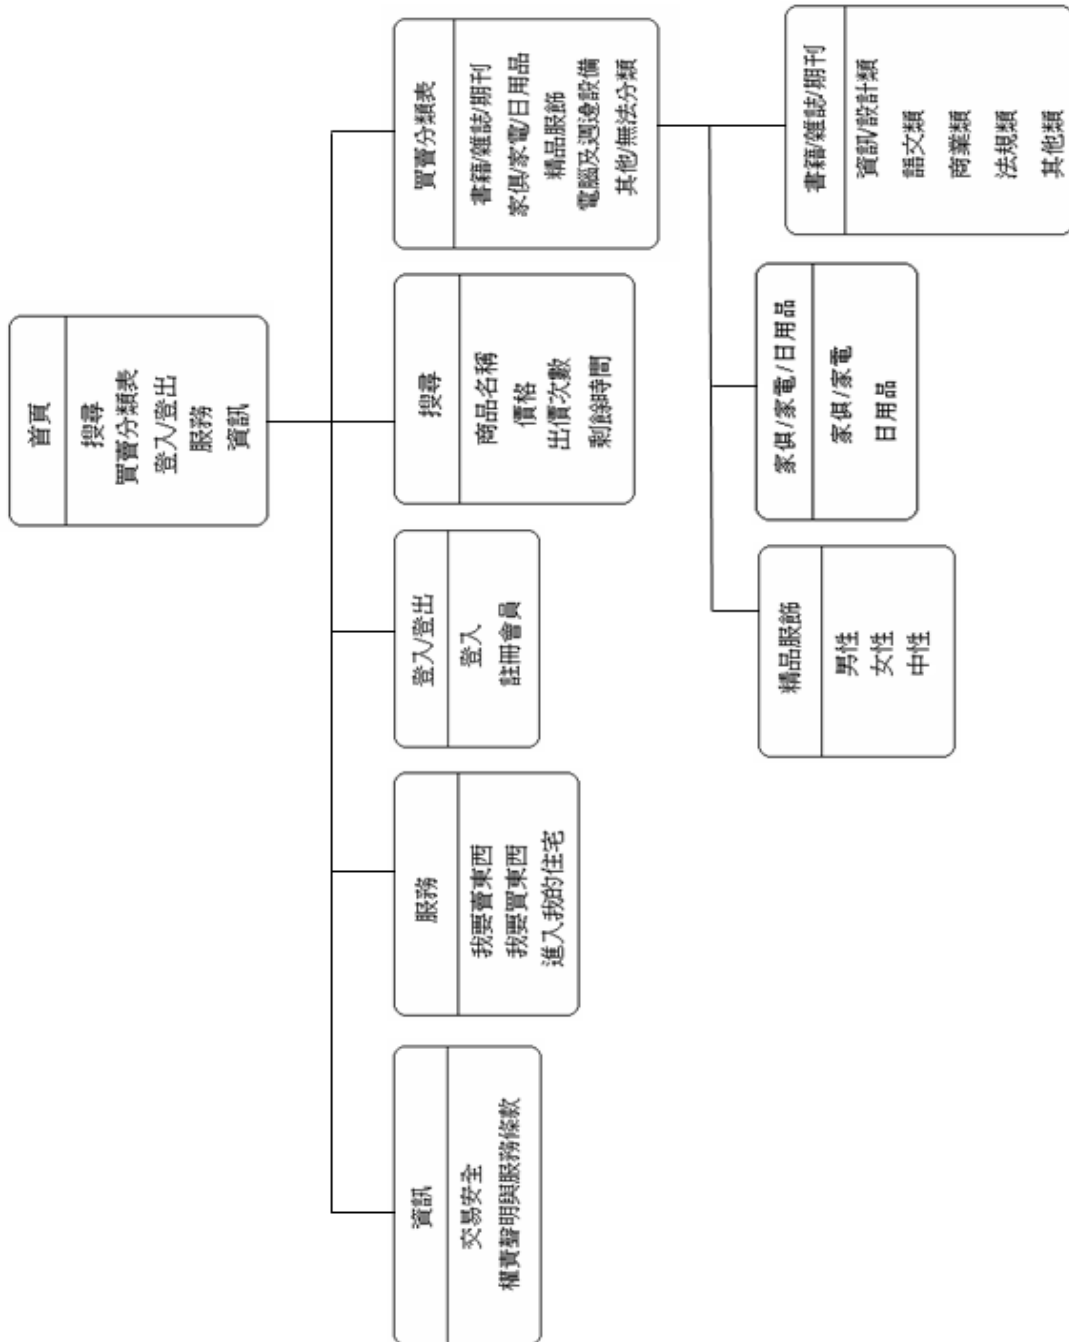 首頁
搜尋
買賣分類表
登入/登出
服務
資訊
資訊
交易安全
權責聲明與服務條款
服務
我要賣東西
我要買東西
進入我的住宅
登入/登出
登入
註冊會員
搜尋
商品名稱
價格
出價次數
剩餘時間
買賣分類表
書籍/雜誌/期刊
家俱/家電/日用品
精品服飾
電腦及週邊設備
其他/無法分類
精品服飾
男性
女性
中性
家俱/家電/日用品
家俱/家電
日用品
書籍/雜誌/期刊
資訊/設計類
語文類
商業類
法規類
其他類